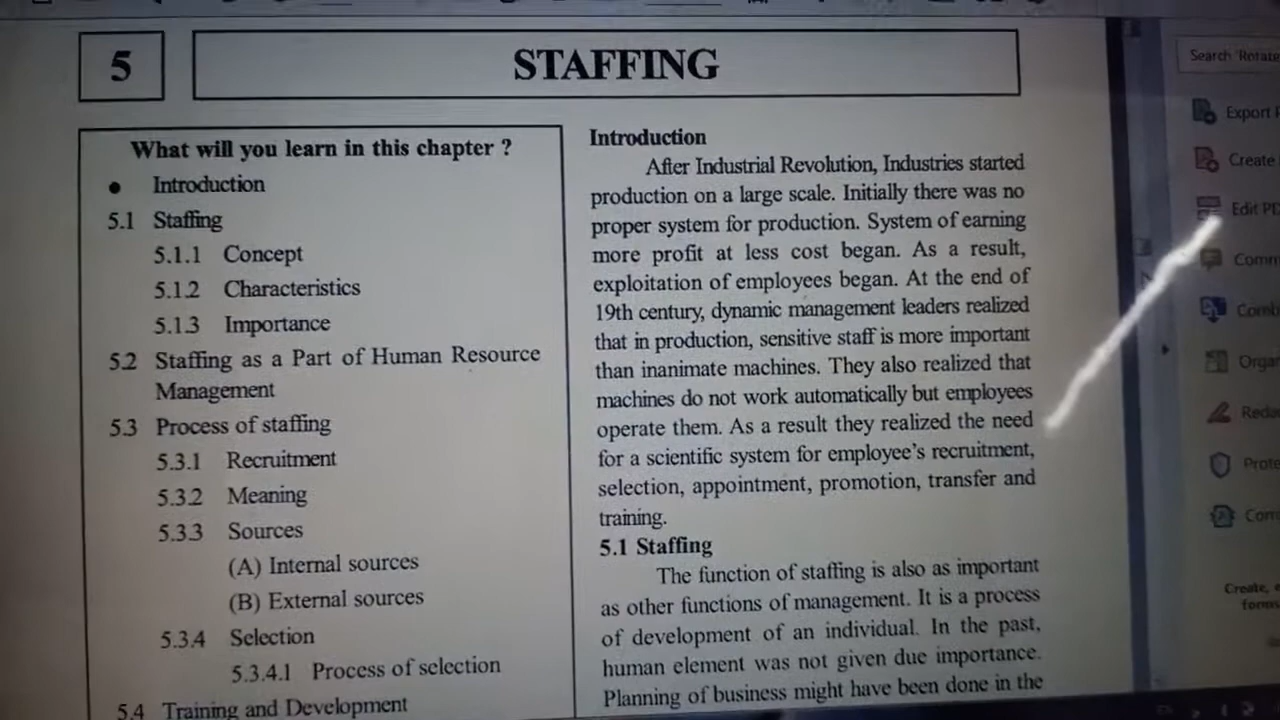 5
STAFFING
What will you learn in this chapter ?
● Introduction
5.1 Staffing
5.1.1 Concept
5.1.2 Characteristics
5.1.3 Importance
5.2 Staffing as a Part of Human Resource
Management
5.3 Process of staffing
5.3.1 Recruitment
5.3.2 Meaning
5.3.3 Sources
(A) Internal sources
(B) External sources
5.3.4 Selection
5.3.4.1 Process of selection
5.4 Training and Development
Introduction
After Industrial Revolution, Industries started
production on a large scale. Initially there was no
proper system for production. System of earning
more profit at less cost began. As a result,
exploitation of employees began. At the end of
19th century, dynamic management leaders realized
that in production, sensitive staff is more important
than inanimate machines. They also realized that
machines do not work automatically but employees
operate them. As a result they realized the need
for a scientific system for employee's recruitment,
selection, appointment, promotion, transfer and
training.
5.1 Staffing
The function of staffing is also as important
as other functions of management. It is a process
of development of an individual. In the past,
human element was not given due importance.
Planning of business might have been done in the
Search 'Rotate
Export
Create
Edit
Create,